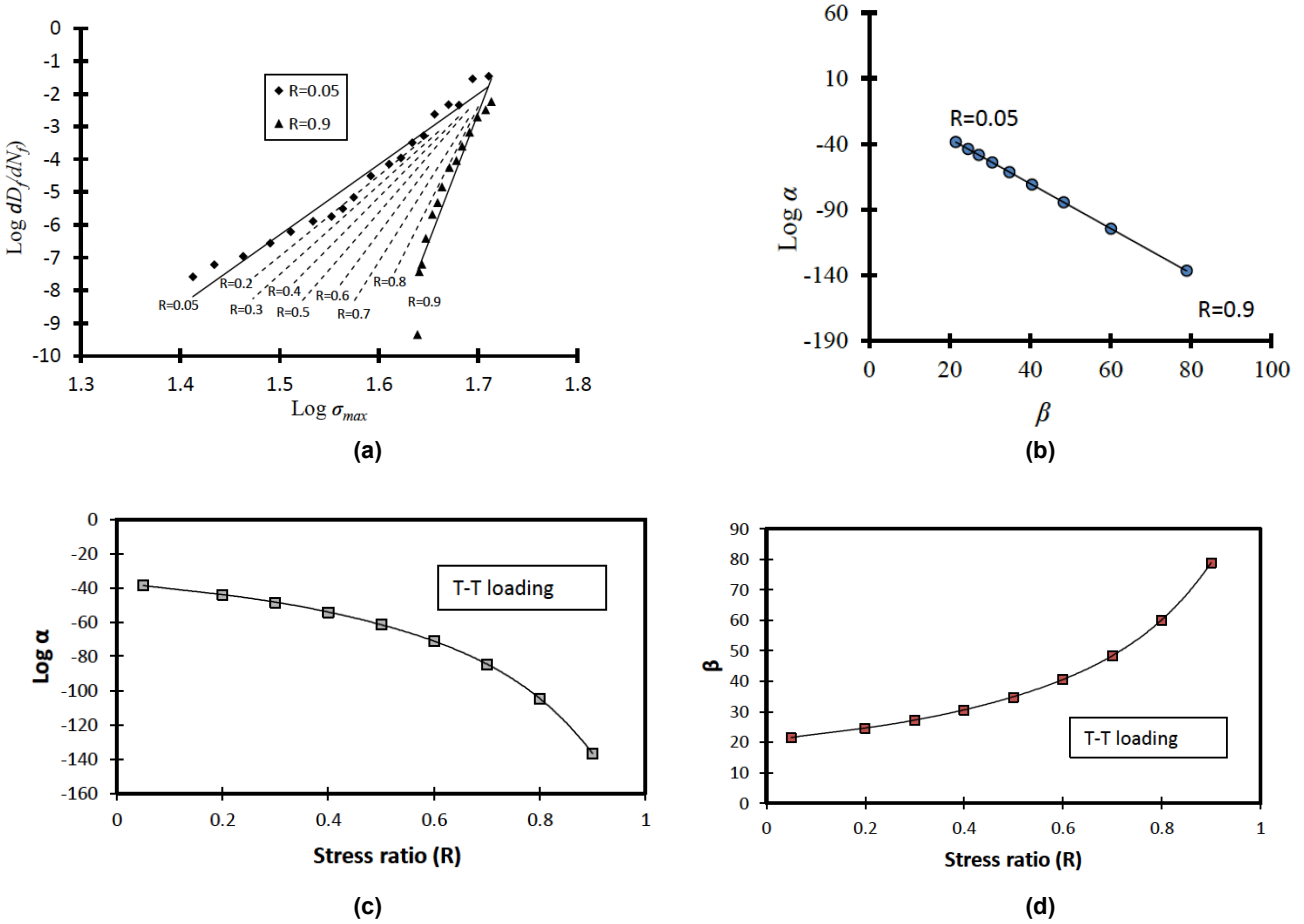 0
-1
-2
-3
-4
-5
-6
-7
-8
-9
-10
Log dD_f/dN_f)
R=0.05
R=0.9
R=0.05
R=0.2
R=0.3
R=0.4
R=0.5
R=0.6
R=0.7
R=0.8
R=0.9
1.3 1.4 1.5 1.6 1.7 1.8
Log σ_max
(a)
60
10
-40
-90
-140
-190
Log α
R=0.05
R=0.9
0 20 40 60 80 100
β
(b)
0
-20
-40
-60
-80
-100
-120
-140
-160
Log α
T-T loading
0 0.2 0.4 0.6 0.8 1
Stress ratio (R)
(c)
90
80
70
60
50
40
30
20
10
0
β
T-T loading
0 0.2 0.4 0.6 0.8 1
Stress ratio (R)
(d)